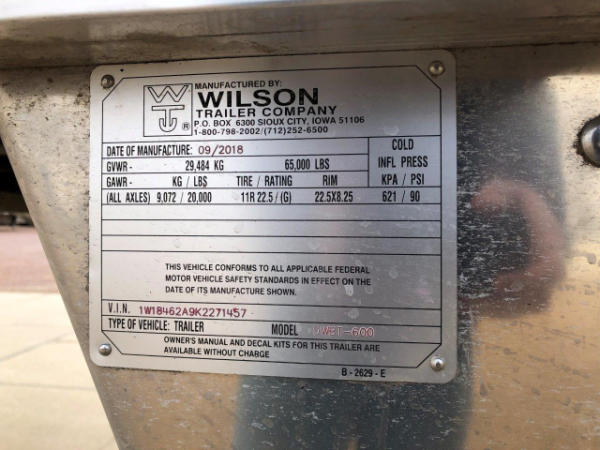 MANUFACTURED BY:
WILSON
TRAILER COMPANY
P.O. BOX 6300 SIOUX CITY, IOWA 51106
1-800-798-2002/(712)252-6500
DATE OF MANUFACTURE: 09/2018 COLD
GVWR - 29,484 KG 65,000 LBS INFL PRESS
GAWR - KG / LBS TIRE / RATING RIM KPA / PSI
(ALL AXLES) 9,072 / 20,000 11R 22.5 / (G) 22.5X8.25 621 / 90
THIS VEHICLE CONFORMS TO ALL APPLICABLE FEDERAL
MOTOR VEHICLE SAFETY STANDARDS IN EFFECT ON THE
DATE OF ITS MANUFACTURE SHOWN.
V.I.N. 1W18462A9K2271457
TYPE OF VEHICLE: TRAILER MODEL
OWNER'S MANUAL AND DECAL KITS FOR THIS TRAILER ARE
AVAILABLE WITHOUT CHARGE
B - 2629 - E